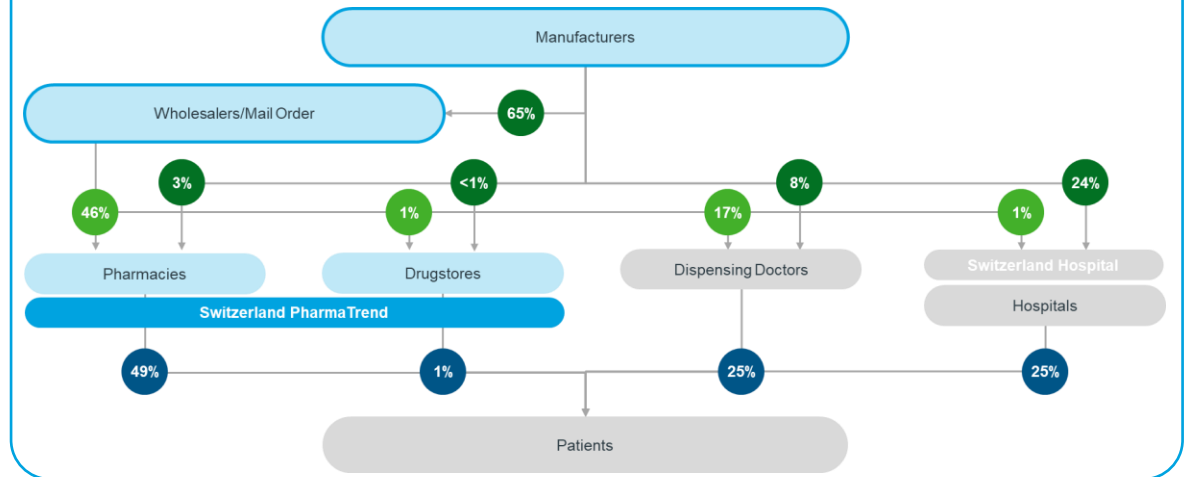 Manufacturers
Wholesalers/Mail Order
65%
3%
<1%
8%
24%
46%
1%
17%
1%
Pharmacies
Drugstores
Dispensing Doctors
Switzerland Hospital
Switzerland PharmaTrend
Hospitals
49%
1%
25%
25%
Patients